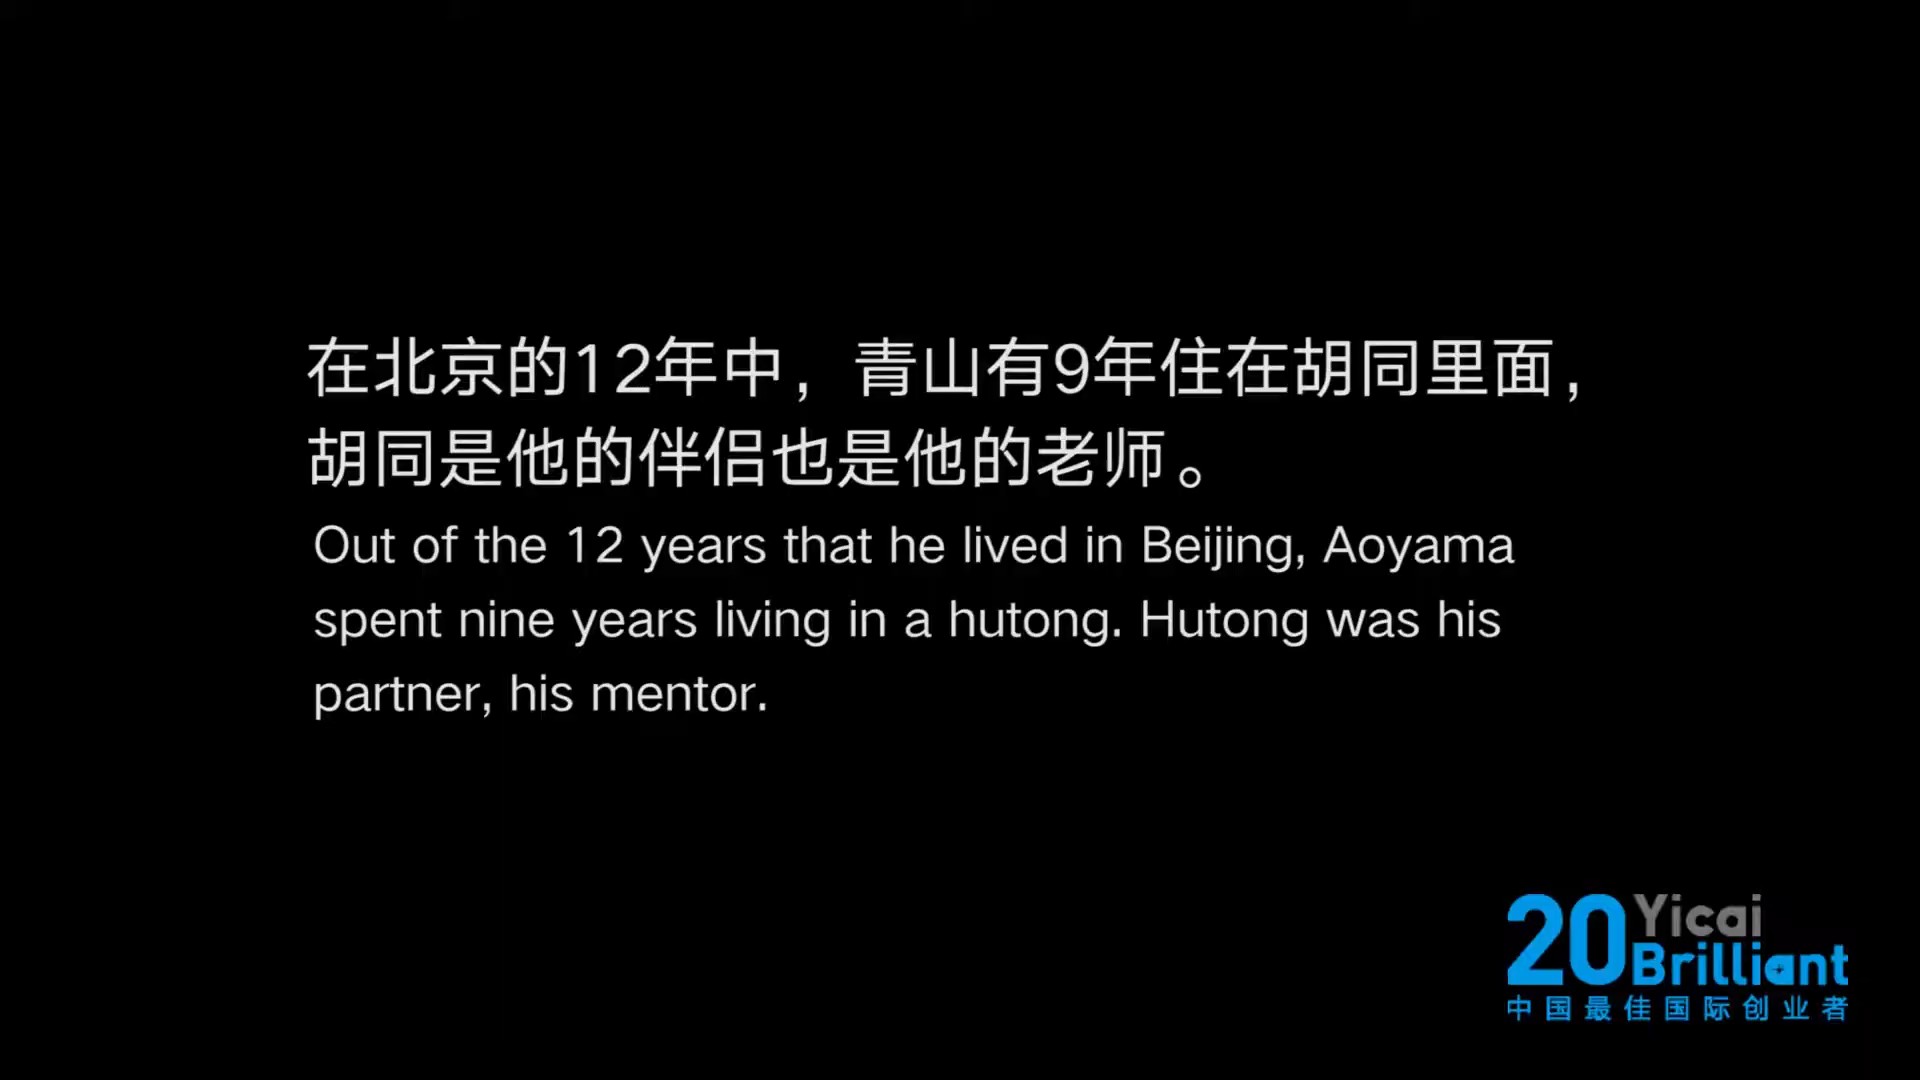 在北京的12年中，青山有9年住在胡同里面，
胡同是他的伴侣也是他的老师。
Out of the 12 years that he lived in Beijing, Aoyama
spent nine years living in a hutong. Hutong was his
partner, his mentor.
20 Yicai
Brilliant
中国最佳国际创业者